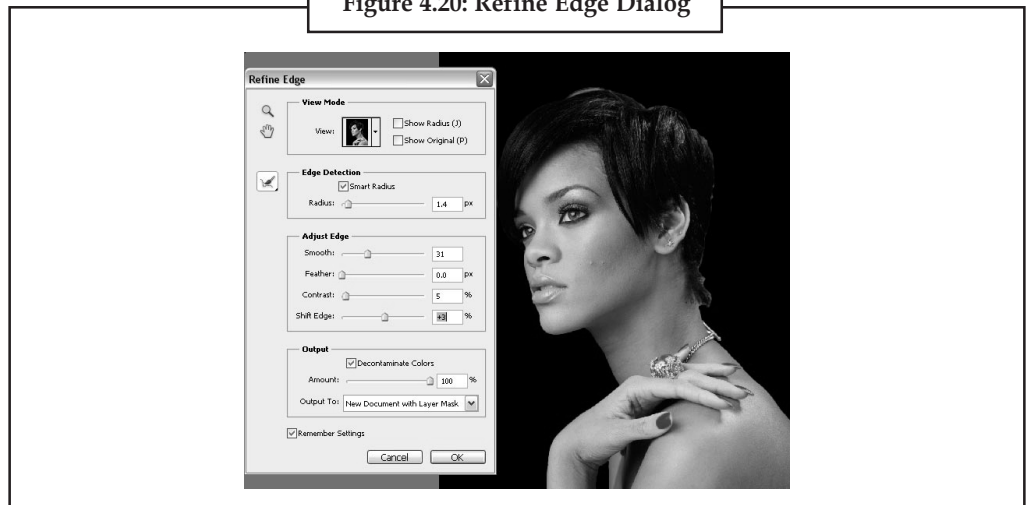 Figure 4.20: Refine Edge Dialog
Refine Edge
View Mode
View:
Show Radius (J)
Show Original (P)
Edge Detection
Smart Radius
Radius: 1.4 px
Adjust Edge
Smooth: 31
Feather: 0.0 px
Contrast: 5 %
Shift Edge: +3 %
Output
Decontaminate Colors
Amount: 100 %
Output To: New Document with Layer Mask
Remember Settings
Cancel OK